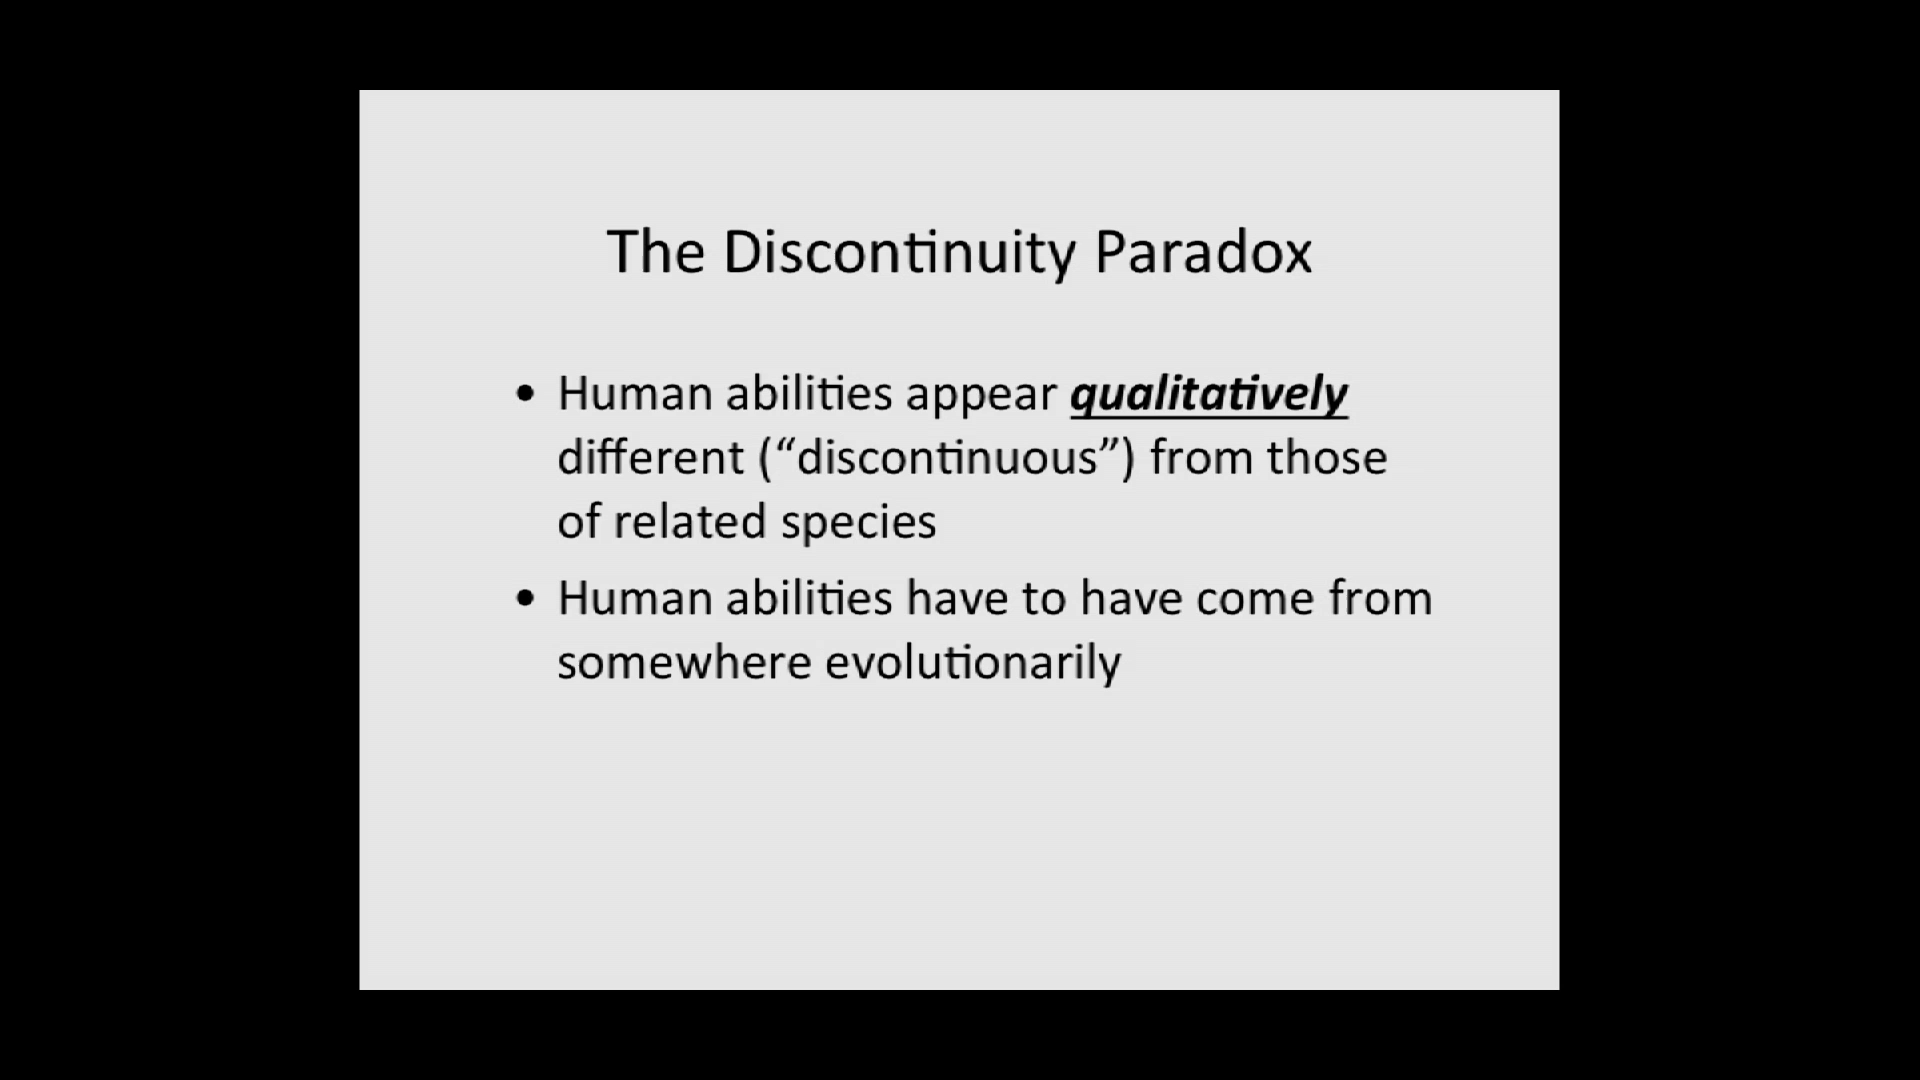 The Discontinuity Paradox
• Human abilities appear qualitatively
different (“discontinuous”) from those
of related species
• Human abilities have to have come from
somewhere evolutionarily